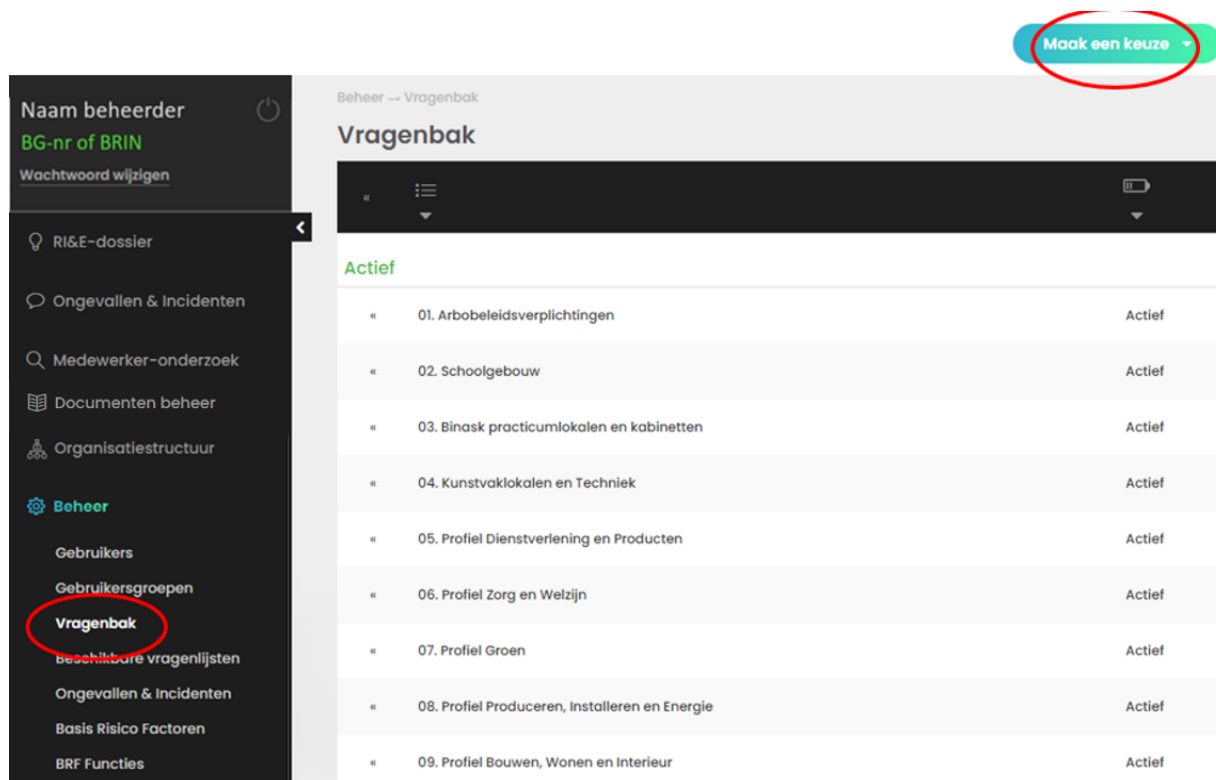 Maak een keuze
Naam beheerder
BG-nr of BRIN
Wachtwoord wijzigen
RI&E-dossier
Ongevallen & Incidenten
Medewerker-onderzoek
Documenten beheer
Organisatiestructuur
Beheer
Gebruikers
Gebruikersgroepen
Vragenbak
Beschikbare vragenlijsten
Ongevallen & Incidenten
Basis Risico Factoren
BRF Functies
Beheer → Vragenbak
Vragenbak
«
Actief
« 01. Arbobeleidsverplichtingen Actief
« 02. Schoolgebouw Actief
« 03. Binask practicumlokalen en kabinetten Actief
« 04. Kunstvaklokalen en Techniek Actief
« 05. Profiel Dienstverlening en Producten Actief
« 06. Profiel Zorg en Welzijn Actief
« 07. Profiel Groen Actief
« 08. Profiel Produceren, Installeren en Energie Actief
« 09. Profiel Bouwen, Wonen en Interieur Actief